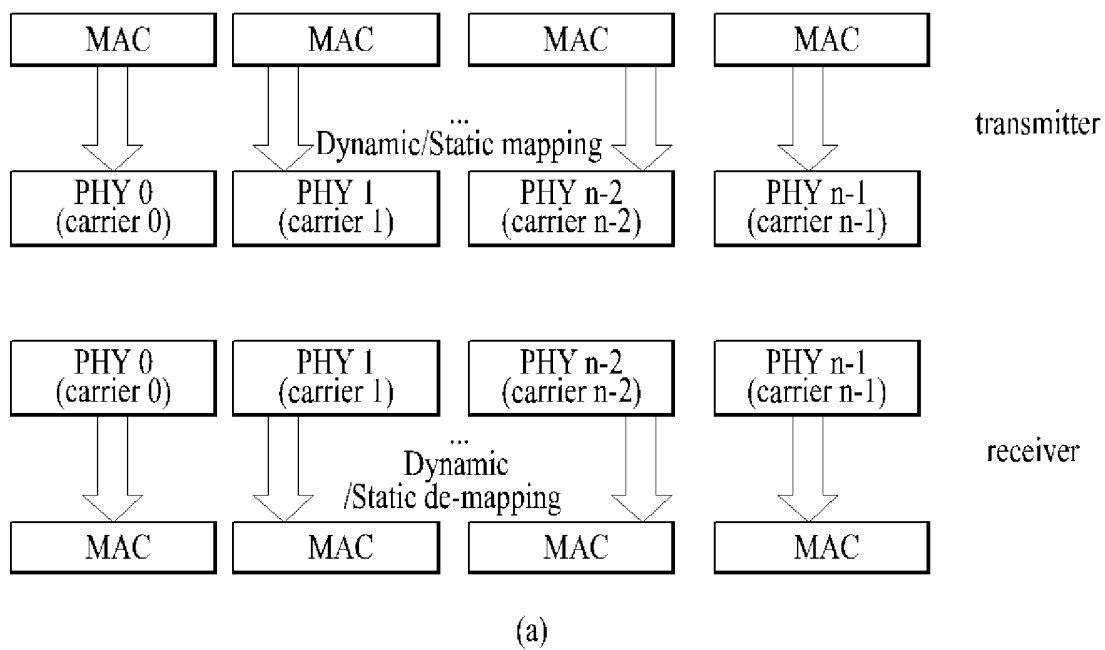 MAC MAC MAC MAC
transmitter
...
Dynamic/Static mapping
PHY 0 PHY 1 PHY n-2 PHY n-1
(carrier 0) (carrier 1) (carrier n-2) (carrier n-1)
PHY 0 PHY 1 PHY n-2 PHY n-1
(carrier 0) (carrier 1) (carrier n-2) (carrier n-1)
...
receiver
Dynamic
/Static de-mapping
MAC MAC MAC MAC
(a)